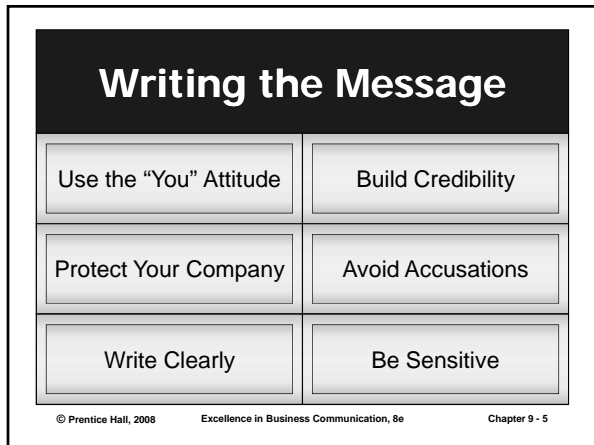 Writing the Message
Use the “You” Attitude
Build Credibility
Protect Your Company
Avoid Accusations
Write Clearly
Be Sensitive
© Prentice Hall, 2008 Excellence in Business Communication, 8e Chapter 9 - 5